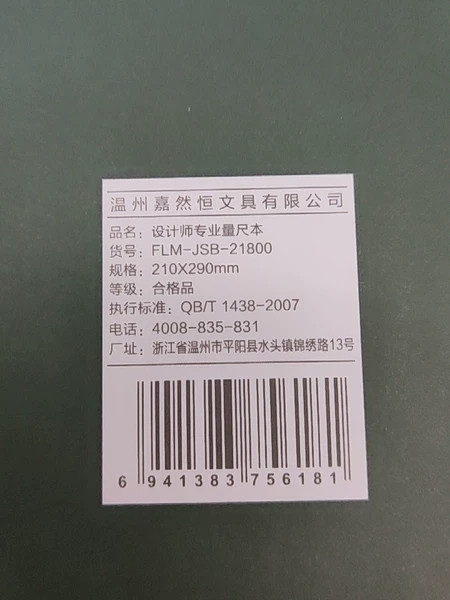 温州嘉然恒文具有限公司
品名：设计师专业量尺本
货号：FLM-JSB-21800
规格：210X290mm
等级：合格品
执行标准：QB/T 1438-2007
电话：4008-835-831
厂址：浙江省温州市平阳县水头镇锦绣路13号
6 941383 756181